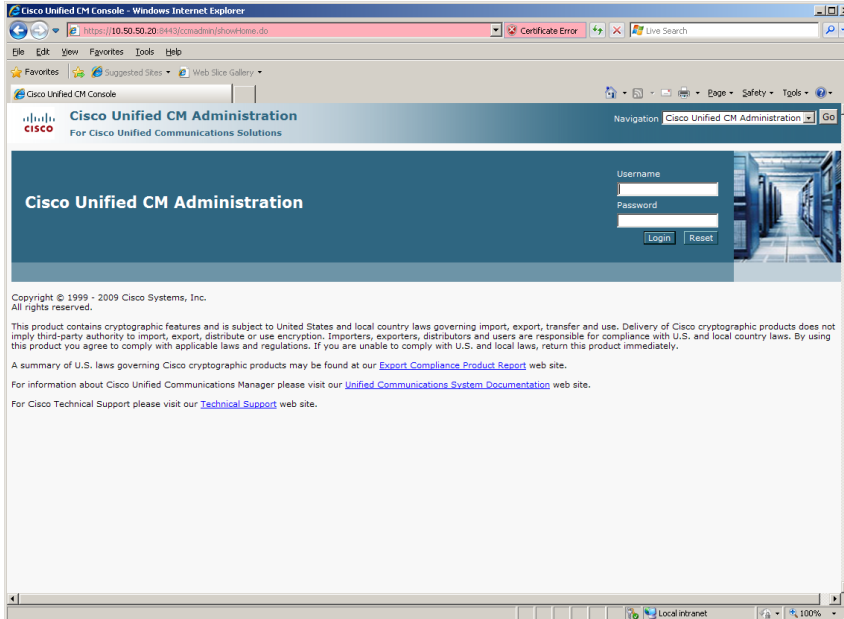 Cisco Unified CM Console - Windows Internet Explorer
https://10.50.50.20:8443/ccmadmin/showHome.do
Certificate Error
Live Search
File Edit View Favorites Tools Help
Favorites Suggested Sites Web Slice Gallery
Cisco Unified CM Console
Page Safety Tools
CISCO
Cisco Unified CM Administration
For Cisco Unified Communications Solutions
Navigation Cisco Unified CM Administration Go
Cisco Unified CM Administration
Username
Password
Login Reset
Copyright © 1999 - 2009 Cisco Systems, Inc.
All rights reserved.
This product contains cryptographic features and is subject to United States and local country laws governing import, export, transfer and use. Delivery of Cisco cryptographic products does not
imply third-party authority to import, export, distribute or use encryption. Importers, exporters, distributors and users are responsible for compliance with U.S. and local country laws. By using
this product you agree to comply with applicable laws and regulations. If you are unable to comply with U.S. and local laws, return this product immediately.
A summary of U.S. laws governing Cisco cryptographic products may be found at our Export Compliance Product Report web site.
For information about Cisco Unified Communications Manager please visit our Unified Communications System Documentation web site.
For Cisco Technical Support please visit our Technical Support web site.
Local intranet
100%